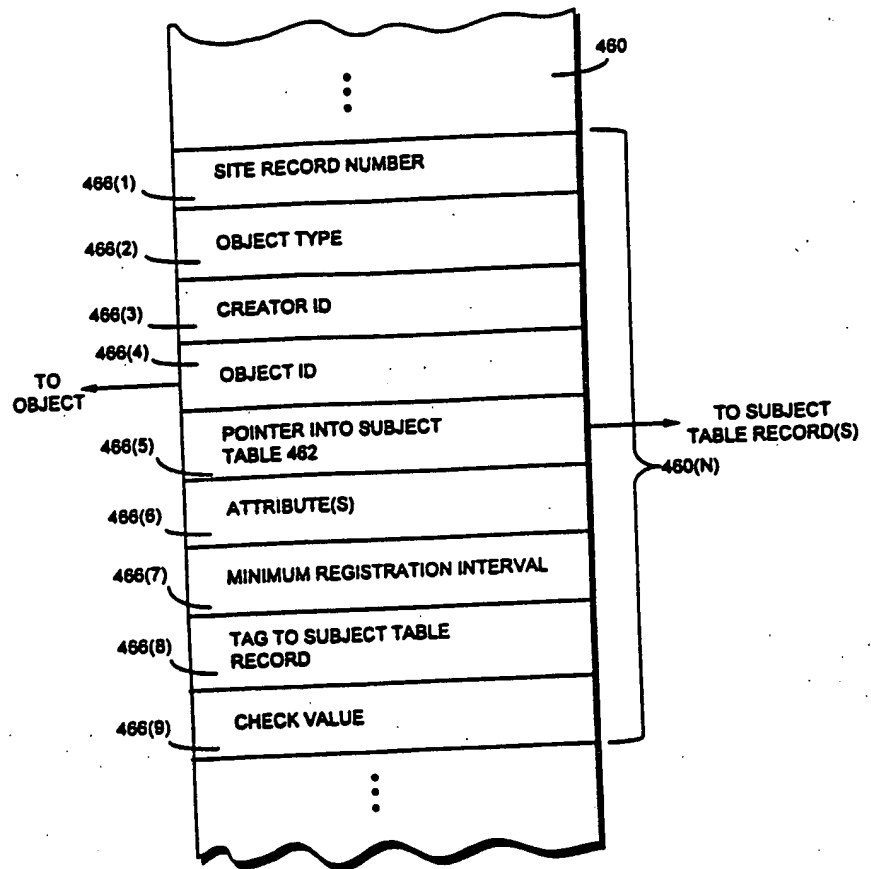 460
466(1)
SITE RECORD NUMBER
466(2)
OBJECT TYPE
466(3)
CREATOR ID
466(4)
OBJECT ID
TO
OBJECT
466(5)
POINTER INTO SUBJECT
TABLE 462
TO SUBJECT
TABLE RECORD(S)
460(N)
466(6)
ATTRIBUTE(S)
466(7)
MINIMUM REGISTRATION INTERVAL
466(8)
TAG TO SUBJECT TABLE
RECORD
466(9)
CHECK VALUE